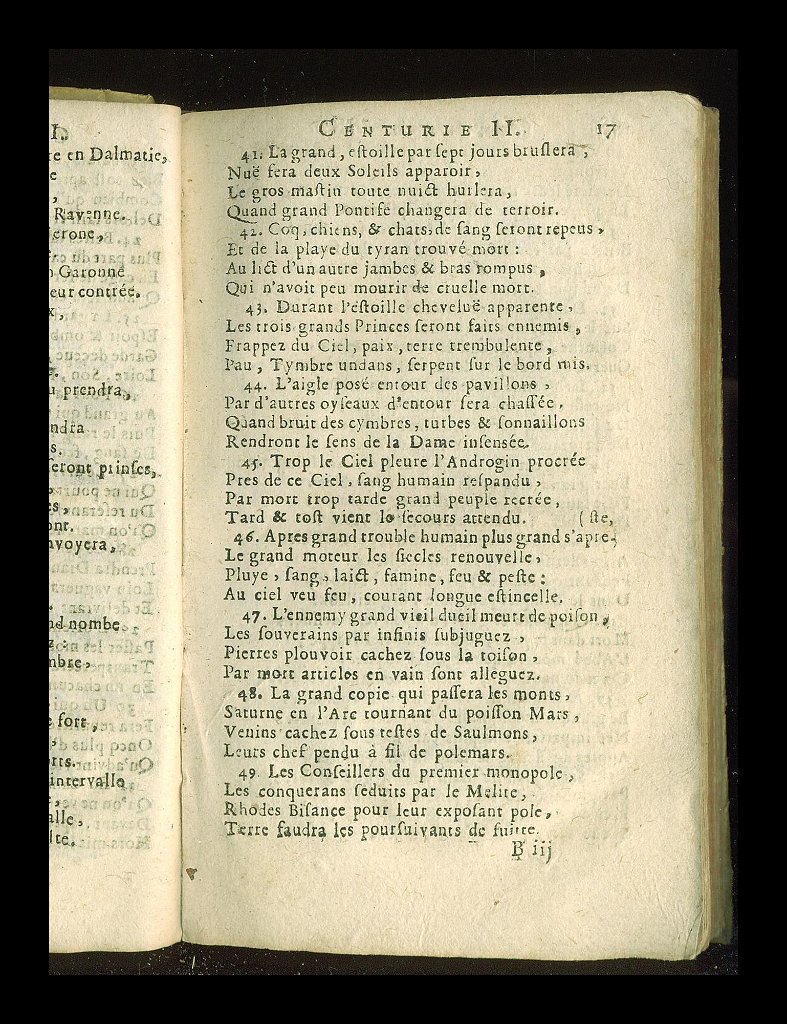 I.
re en Dalmatie,
e
,
Ravenne.
erone,
n Garonne
eur contrée.
x,
u prendra,
ndra
s.
ſeront prinſes,
s,
ont.
nvoyera,
nd nombe
mbre,
e fort,
rts.
intervalle
,
alle,
lte.
CENTURIE II. 17
41. La grand, eſtoille par ſept jours bruſlera,
Nuë fera deux Soleils apparoir,
Le gros maſtin toute nuict hurlera,
Quand grand Pontife changera de terroir.
42. Coq, chiens, & chats, de ſang ſeront repeus,
Et de la playe du tyran trouvé mort :
Au lict d'un autre jambes & bras rompus,
Qui n'avoit peu mourir de cruelle mort.
43. Durant l'eſtoille cheveluë apparente,
Les trois grands Princes ſeront faits ennemis,
Frappez du Ciel, paix, terre trembulente,
Pau, Tymbre undans, ſerpent ſur le bord mis.
44. L'aigle posé entour des pavillons,
Par d'autres oyſeaux d'entour ſera chaſſée,
Quand bruit des cymbres, turbes & ſonnaillons
Rendront le ſens de la Dame inſensée.
45. Trop le Ciel pleure l'Androgin procrée
Pres de ce Ciel, ſang humain reſpandu,
Par mort trop tarde grand peuple recrée,
Tard & toſt vient le ſecours attendu. (ſte,
46. Apres grand trouble humain plus grand s'apre-
Le grand moteur les ſiecles renouvelle,
Pluye, ſang, laict, famine, feu & peſte :
Au ciel veu feu, courant longue eſtincelle.
47. L'ennemy grand vieil dueil meurt de poiſon,
Les ſouverains par infinis ſubjuguez,
Pierres plouvoir cachez ſous la toiſon,
Par mort articles en vain ſont alleguez.
48. La grand copie qui paſſera les monts,
Saturne en l'Arc tournant du poiſſon Mars,
Venins cachez ſous teſtes de Saulmons,
Leurs chef pendu à fil de polemars.
49. Les Conſeillers du premier monopole,
Les conquerans ſeduits par le Melite,
Rhodes Biſance pour leur expoſant pole,
Terre faudra les pourſuivants de fuitte.
B iij